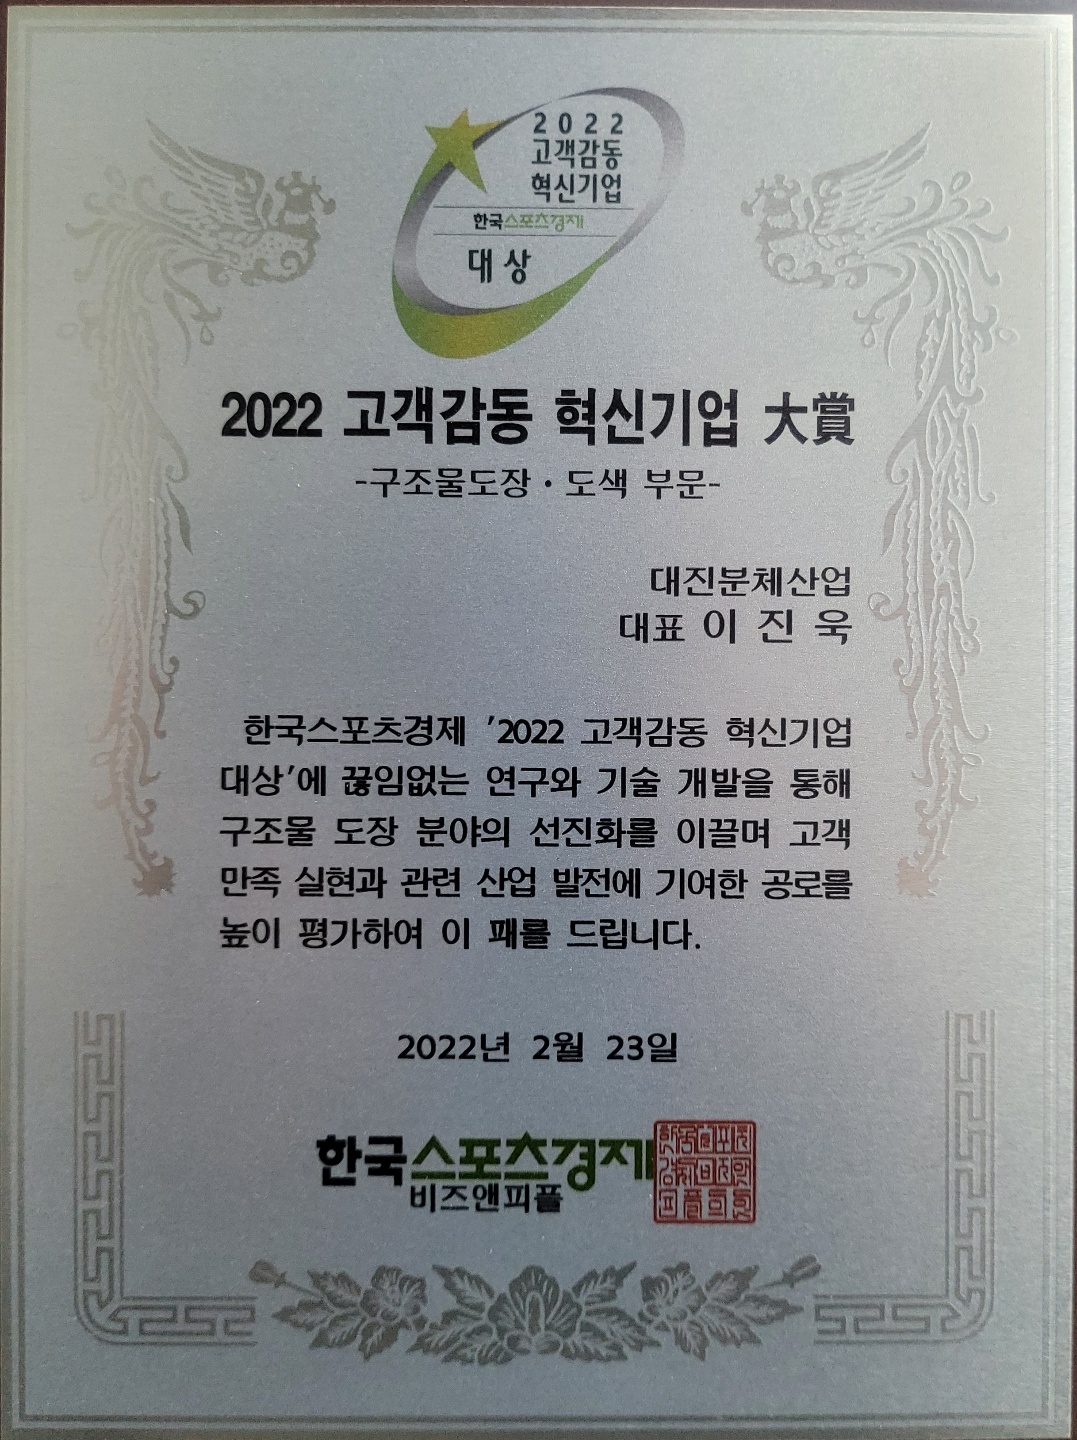 2022
고객감동
혁신기업
한국스포츠경제
대상
2022 고객감동 혁신기업 大賞
-구조물도장·도색 부문-
대진분체산업
대표 이 진 욱
한국스포츠경제 '2022 고객감동 혁신기업
대상'에 끊임없는 연구와 기술 개발을 통해
구조물 도장 분야의 선진화를 이끌며 고객
만족 실현과 관련 산업 발전에 기여한 공로를
높이 평가하여 이 패를 드립니다.
2022년 2월 23일
한국스포츠경제
비즈앤피플